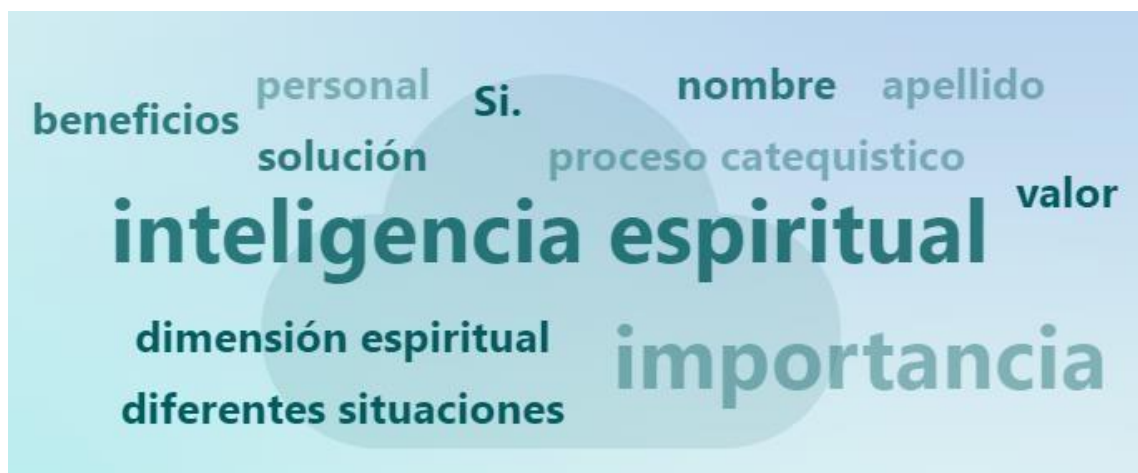 personal
nombre
apellido
beneficios
Si.
solución
proceso catequistico
valor
inteligencia espiritual
dimensión espiritual
importancia
diferentes situaciones